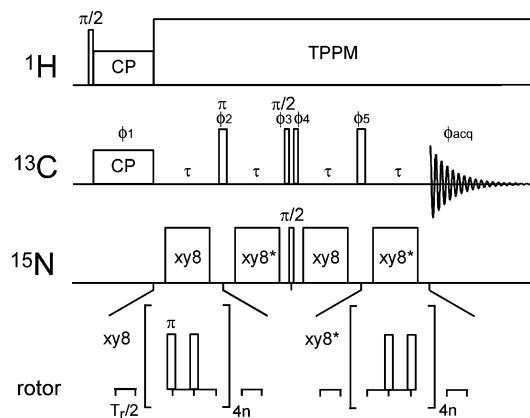 π/2
¹H CP TPPM
π π/2
ϕ1 ϕ2 ϕ3 ϕ4 ϕ5 ϕacq
¹³C CP τ τ τ τ
π/2
¹⁵N xy8 xy8* xy8 xy8*
xy8 π xy8*
rotor Tr/2 4n 4n